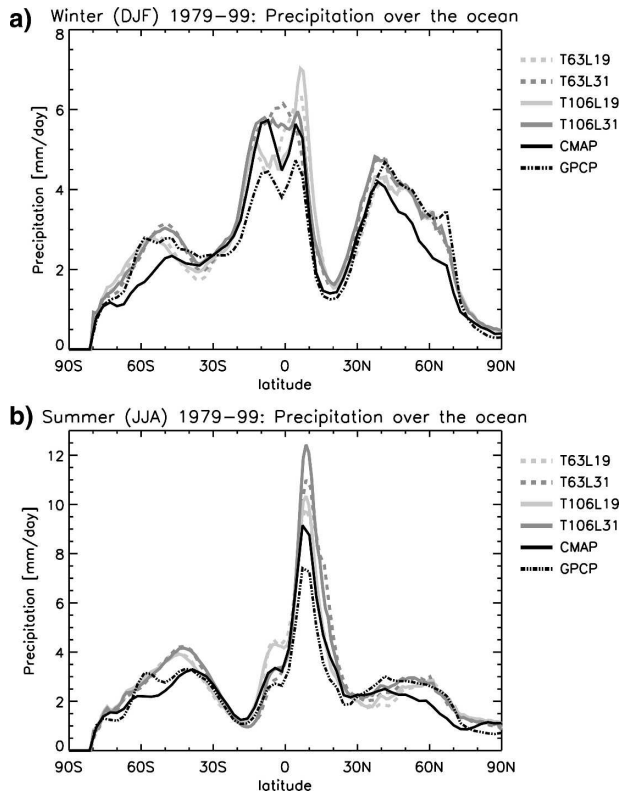 a) Winter (DJF) 1979–99: Precipitation over the ocean
8
6
4
2
0
Precipitation [mm/day]
90S 60S 30S 0 30N 60N 90N
latitude
T63L19
T63L31
T106L19
T106L31
CMAP
GPCP
b) Summer (JJA) 1979–99: Precipitation over the ocean
12
10
8
6
4
2
0
Precipitation [mm/day]
90S 60S 30S 0 30N 60N 90N
latitude
T63L19
T63L31
T106L19
T106L31
CMAP
GPCP